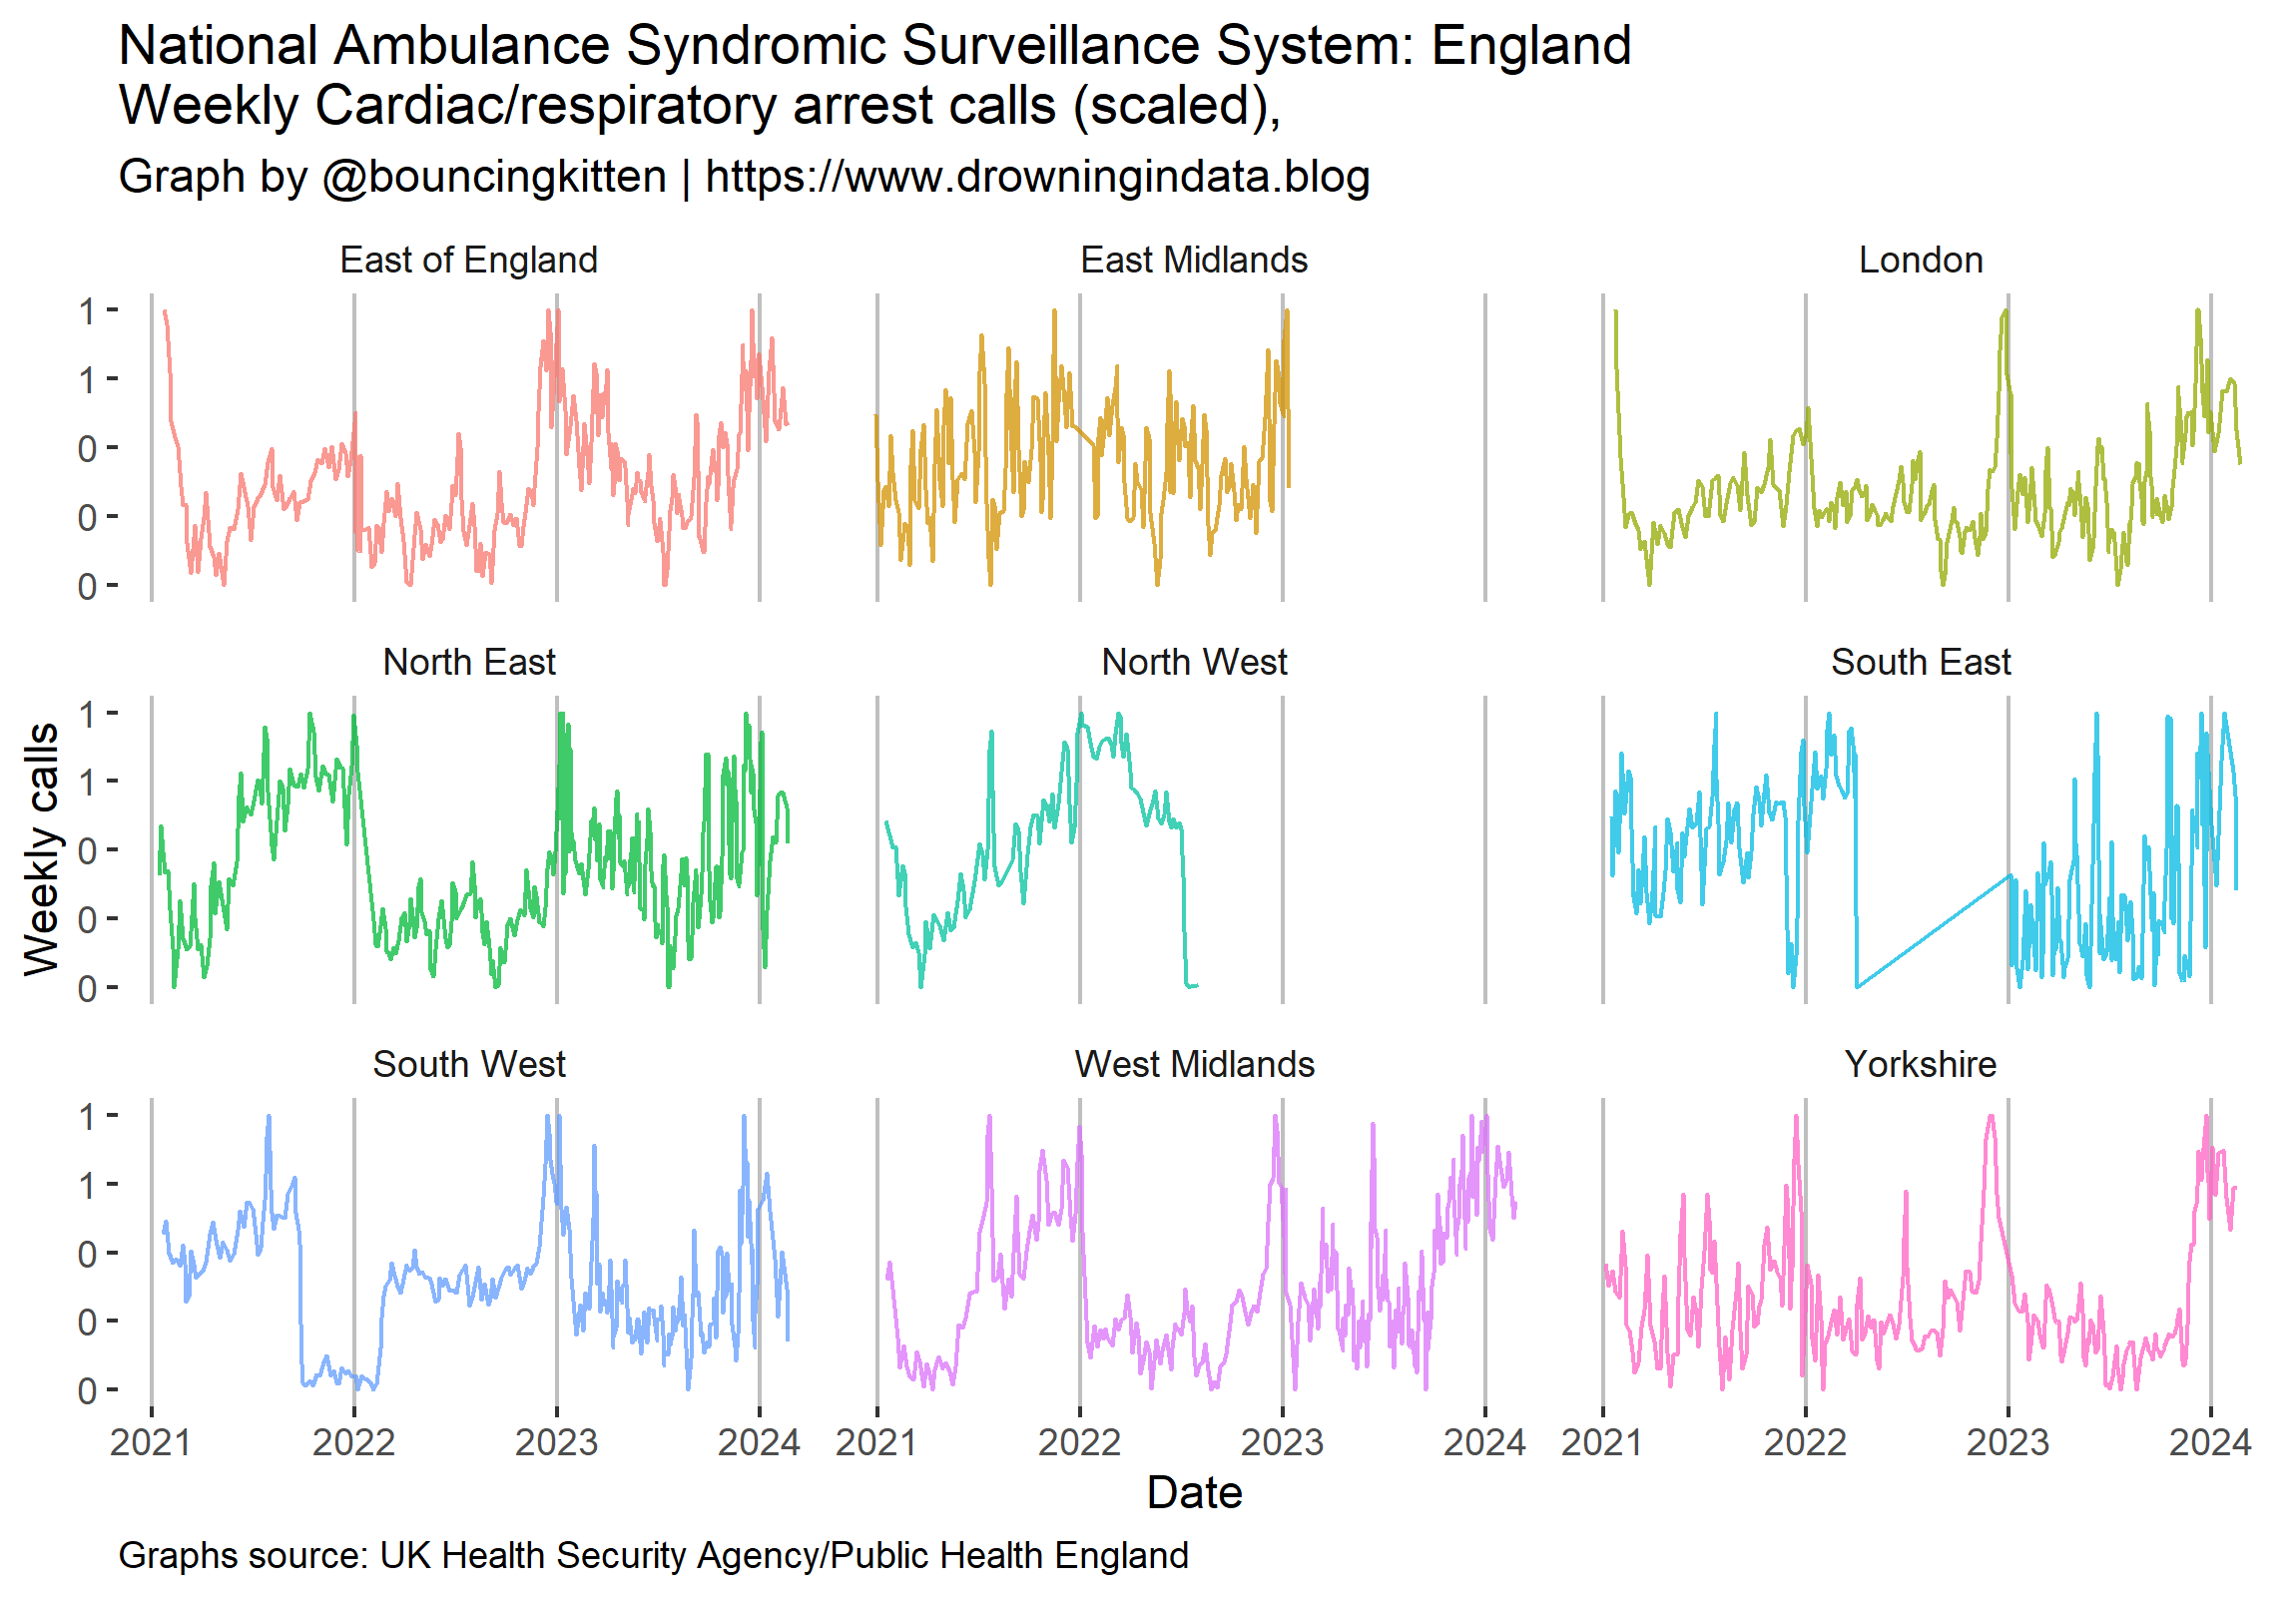 National Ambulance Syndromic Surveillance System: England
Weekly Cardiac/respiratory arrest calls (scaled),
Graph by @bouncingkitten | https://www.drowningindata.blog
East of England East Midlands London
1
1
0
0
0
North East North West South East
1
1
0
0
0
Weekly calls
South West West Midlands Yorkshire
1
1
0
0
0
2021 2022 2023 2024 2021 2022 2023 2024 2021 2022 2023 2024
Date
Graphs source: UK Health Security Agency/Public Health England